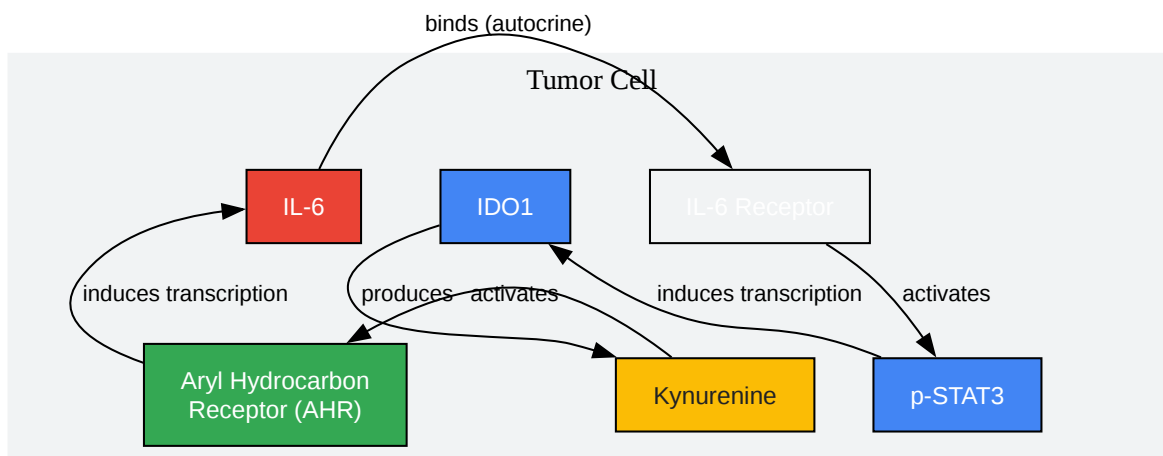 binds (autocrine)
Tumor Cell
IL-6
IDO1
IL-6 Receptor
induces transcription
produces
activates
induces transcription
activates
Aryl Hydrocarbon
Receptor (AHR)
Kynurenine
p-STAT3